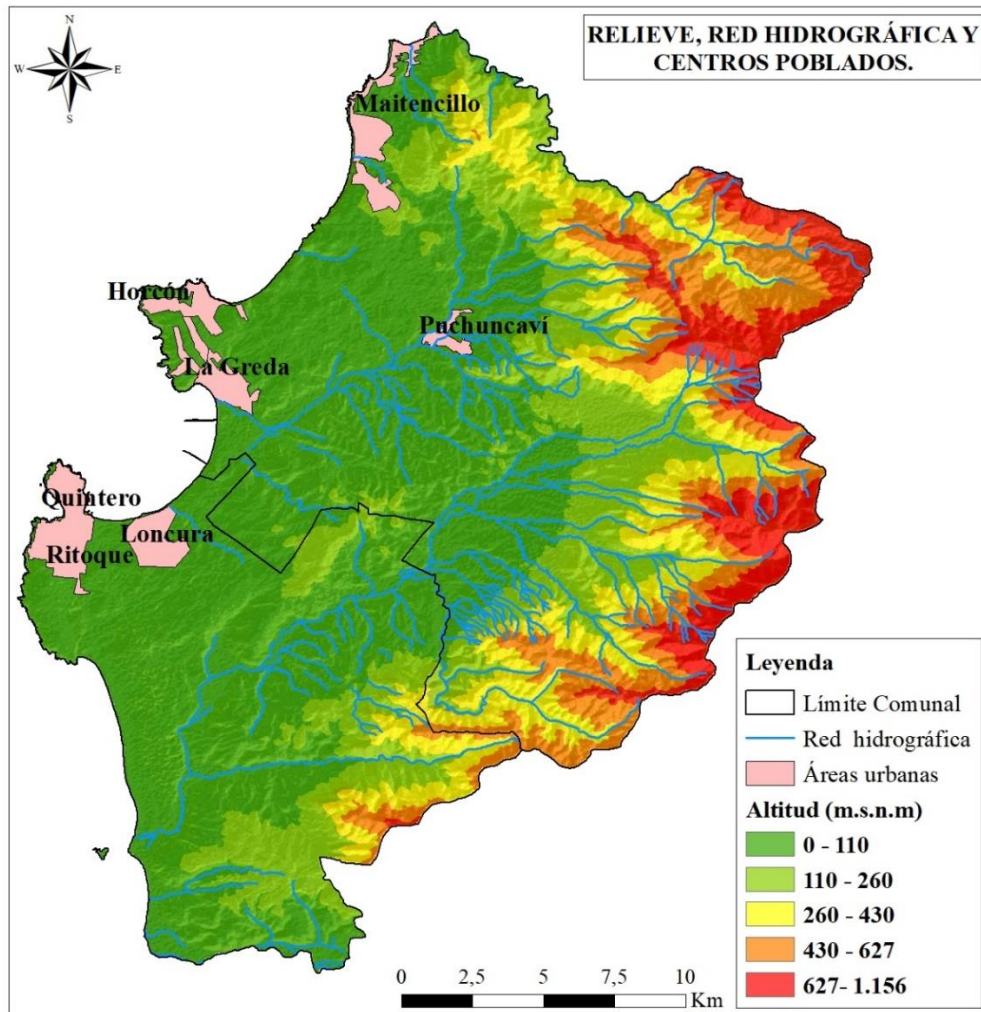 RELIEVE, RED HIDROGRÁFICA Y
CENTROS POBLADOS.
N
W
E
S
Maitencillo
Horcón
Puchuncaví
La Greda
Quintero
Loncura
Ritoque
Leyenda
Límite Comunal
Red hidrográfica
Áreas urbanas
Altitud (m.s.n.m)
0 - 110
110 - 260
260 - 430
430 - 627
627- 1.156
0 2,5 5 7,5 10
Km